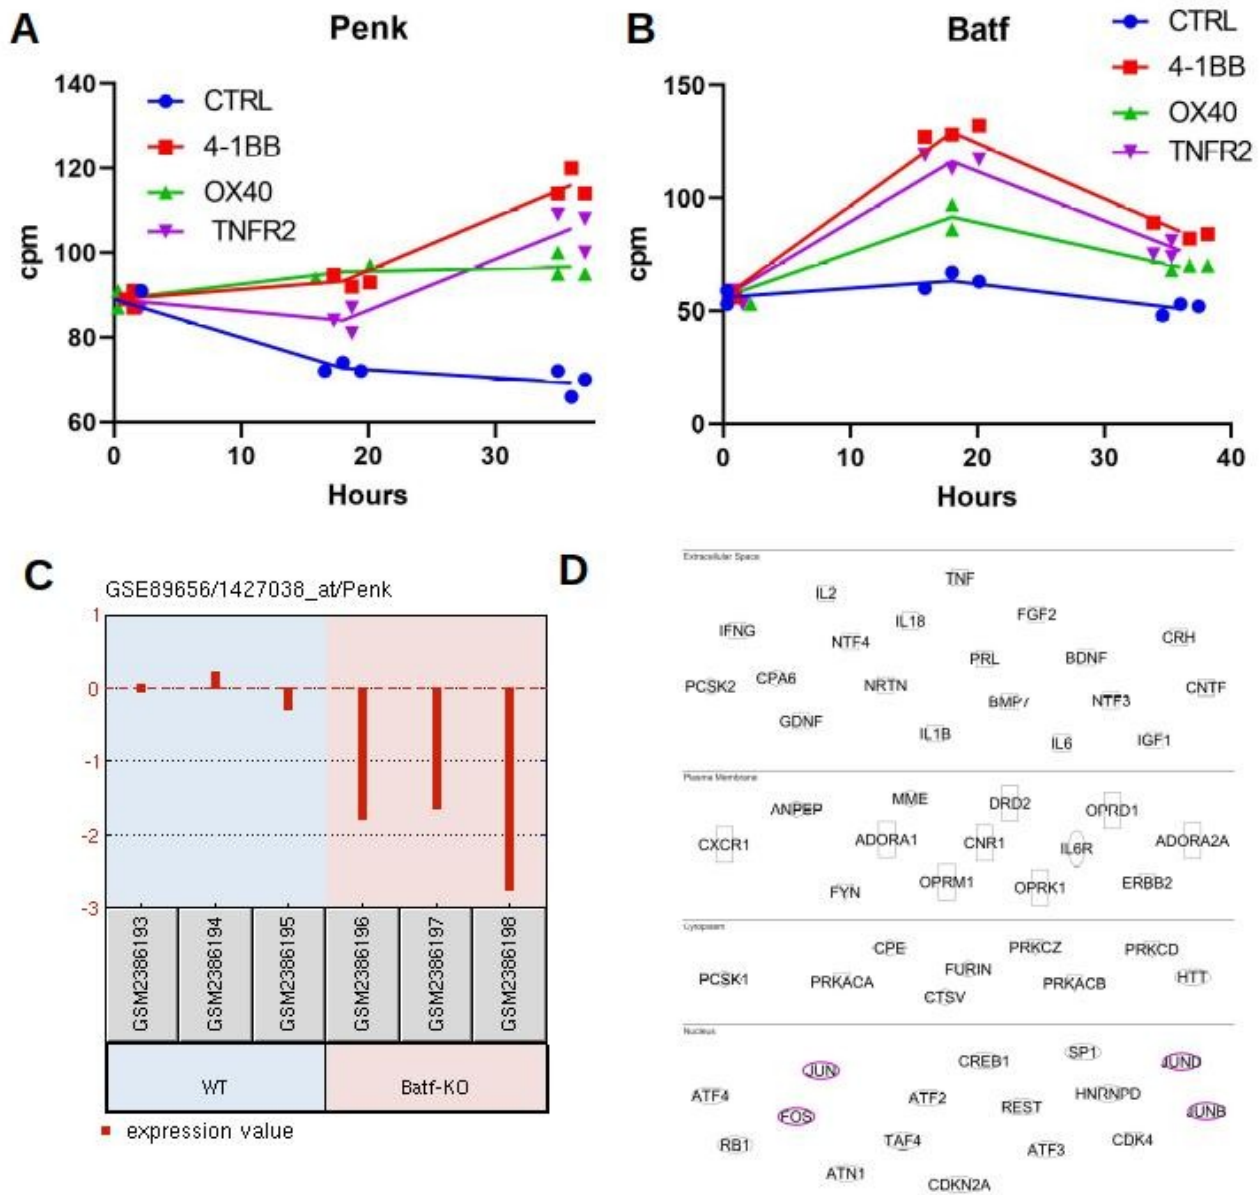 A
Penk
140
120
100
80
60
cpm
CTRL
4-1BB
OX40
TNFR2
0
10
20
30
Hours
B
Batf
CTRL
4-1BB
OX40
TNFR2
150
100
50
0
cpm
0
10
20
30
40
Hours
C
GSE89656/1427038_at/Penk
1
0
-1
-2
-3
GSM2386193
GSM2386194
GSM2386195
GSM2386196
GSM2386197
GSM2386198
WT
Batf-KO
expression value
D
Extracellular Space
TNF
IL2
IL18
FGF2
IFNG
NTF4
CRH
PRL
BDNF
PCSK2
CPA6
NRTN
CNTF
BMP7
NTF3
GDNF
IL1B
IL6
IGF1
Plasma Membrane
ANPEP
MME
DRD2
OPRD1
CXCR1
ADORA1
CNR1
IL6R
ADORA2A
FYN
OPRM1
OPRK1
ERBB2
Cytoplasm
CPE
PRKCZ
PRKCD
PCSK1
PRKACA
FURIN
PRKACB
HTT
CTSV
Nucleus
JUN
CREB1
SP1
JUND
ATF4
FOS
ATF2
REST
HNRNPD
JUNB
RB1
TAF4
ATF3
CDK4
ATN1
CDKN2A